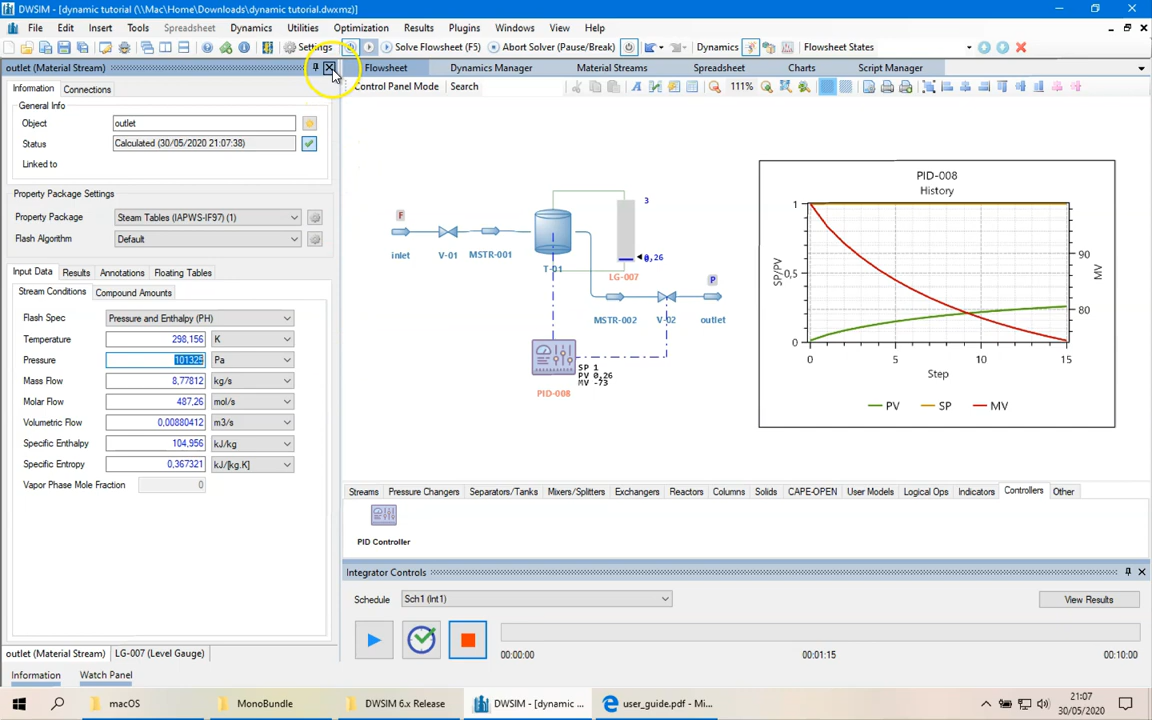 DWSIM - [dynamic tutorial (\\Mac\Home\Downloads\dynamic tutorial.dwxmz)]
File Edit Insert Tools Spreadsheet Dynamics Utilities Optimization Results Plugins Windows View Help
Settings Solve Flowsheet (F5) Abort Solver (Pause/Break) Dynamics Flowsheet States
outlet (Material Stream) Flowsheet Dynamics Manager Material Streams Spreadsheet Charts Script Manager
Control Panel Mode Search 111%
Information Connections
General Info
Object outlet
Status Calculated (30/05/2020 21:07:38)
Linked to
Property Package Settings
Property Package Steam Tables (IAPWS-IF97) (1)
Flash Algorithm Default
Input Data Results Annotations Floating Tables
Stream Conditions Compound Amounts
Flash Spec Pressure and Enthalpy (PH)
Temperature 298,156 K
Pressure 101325 Pa
Mass Flow 8,77812 kg/s
Molar Flow 487,26 mol/s
Volumetric Flow 0,00880412 m3/s
Specific Enthalpy 104,956 kJ/kg
Specific Entropy 0,367321 kJ/[kg.K]
Vapor Phase Mole Fraction 0
outlet (Material Stream) LG-007 (Level Gauge)
Information Watch Panel
F
inlet V-01 MSTR-001 T-01
3
0,26
LG-007
P
MSTR-002 V-02 outlet
SP 1
PV 0,26
MV -73
PID-008
PID-008
History
1
0,5
0
SP/PV
90
80
MV
0 5 10 15
Step
PV SP MV
Streams Pressure Changers Separators/Tanks Mixers/Splitters Exchangers Reactors Columns Solids CAPE-OPEN User Models Logical Ops Indicators Controllers Other
PID Controller
Integrator Controls
Schedule Sch1 (Int1) View Results
00:00:00 00:01:15 00:10:00
macOS MonoBundle DWSIM 6.x Release DWSIM - [dynamic ... user_guide.pdf - Mi...
21:07
30/05/2020